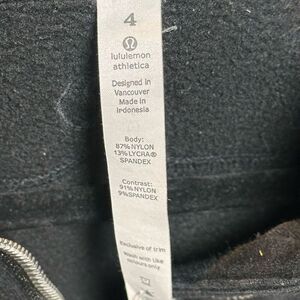 4
lululemon
athletica
Designed in
Vancouver
Made in
Indonesia
Body:
87% NYLON
13% LYCRA®
SPANDEX
Contrast:
91% NYLON
9% SPANDEX
Exclusive of trim
Wash with like
colours only